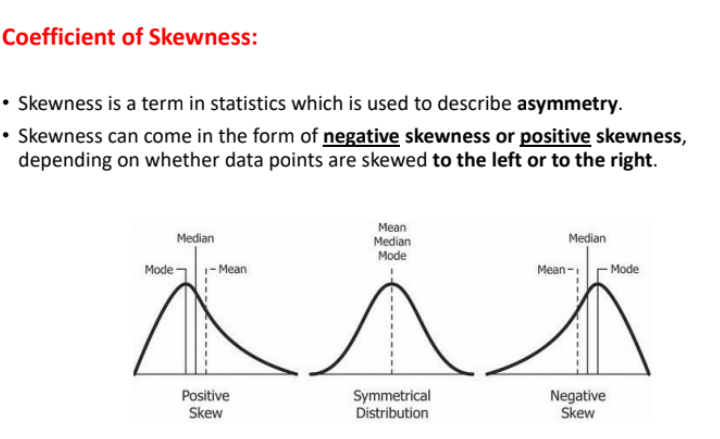 Coefficient of Skewness:
• Skewness is a term in statistics which is used to describe asymmetry.
• Skewness can come in the form of negative skewness or positive skewness,
depending on whether data points are skewed to the left or to the right.
Median
Mode
Mean
Positive
Skew
Mean
Median
Mode
Symmetrical
Distribution
Median
Mean
Mode
Negative
Skew